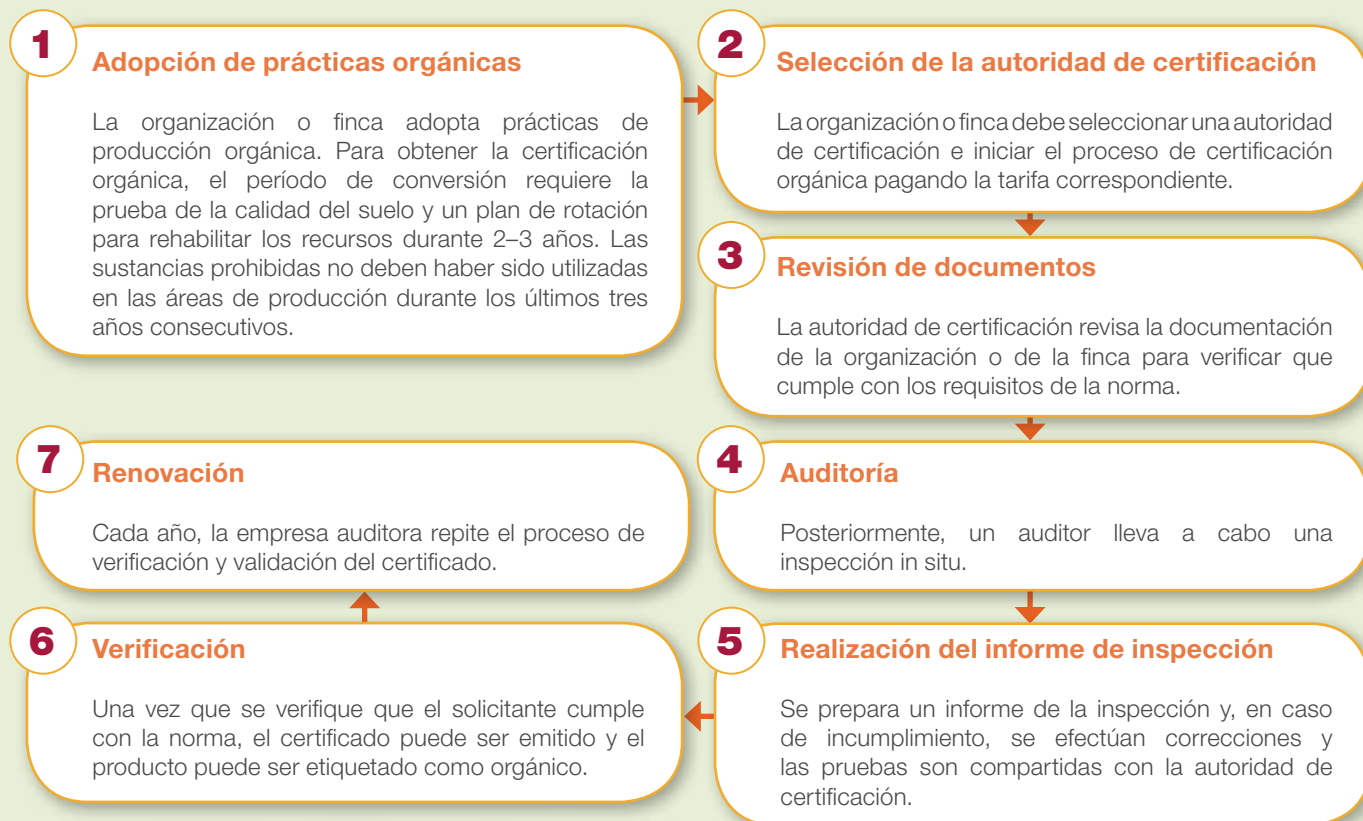 1
Adopción de prácticas orgánicas
La organización o finca adopta prácticas de
producción orgánica. Para obtener la certificación
orgánica, el período de conversión requiere la
prueba de la calidad del suelo y un plan de rotación
para rehabilitar los recursos durante 2–3 años. Las
sustancias prohibidas no deben haber sido utilizadas
en las áreas de producción durante los últimos tres
años consecutivos.
2
Selección de la autoridad de certificación
La organización o finca debe seleccionar una autoridad
de certificación e iniciar el proceso de certificación
orgánica pagando la tarifa correspondiente.
3
Revisión de documentos
La autoridad de certificación revisa la documentación
de la organización o de la finca para verificar que
cumple con los requisitos de la norma.
4
Auditoría
Posteriormente, un auditor lleva a cabo una
inspección in situ.
5
Realización del informe de inspección
Se prepara un informe de la inspección y, en caso
de incumplimiento, se efectúan correcciones y
las pruebas son compartidas con la autoridad de
certificación.
6
Verificación
Una vez que se verifique que el solicitante cumple
con la norma, el certificado puede ser emitido y el
producto puede ser etiquetado como orgánico.
7
Renovación
Cada año, la empresa auditora repite el proceso de
verificación y validación del certificado.